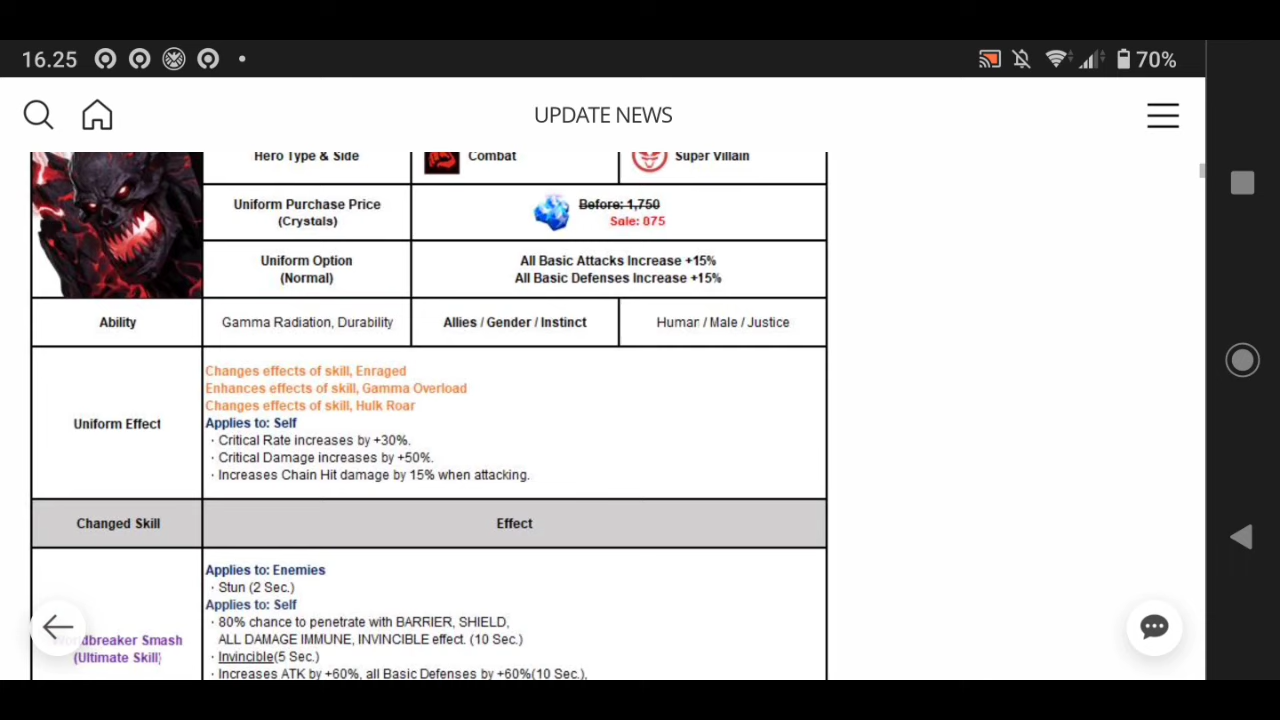 16.25
70%
UPDATE NEWS
Hero Type & Side
Combat
Super Villain
Uniform Purchase Price
(Crystals)
Before: 1,750
Sale: 875
Uniform Option
(Normal)
All Basic Attacks Increase +15%
All Basic Defenses Increase +15%
Ability
Gamma Radiation, Durability
Allies / Gender / Instinct
Human / Male / Justice
Uniform Effect
Changes effects of skill, Enraged
Enhances effects of skill, Gamma Overload
Changes effects of skill, Hulk Roar
Applies to: Self
· Critical Rate increases by +30%.
· Critical Damage increases by +50%.
· Increases Chain Hit damage by 15% when attacking.
Changed Skill
Effect
dbreaker Smash
(Ultimate Skill)
Applies to: Enemies
· Stun (2 Sec.)
Applies to: Self
· 80% chance to penetrate with BARRIER, SHIELD,
ALL DAMAGE IMMUNE, INVINCIBLE effect. (10 Sec.)
· Invincible(5 Sec.)
· Increases ATK by +60%, all Basic Defenses by +60%(10 Sec.).